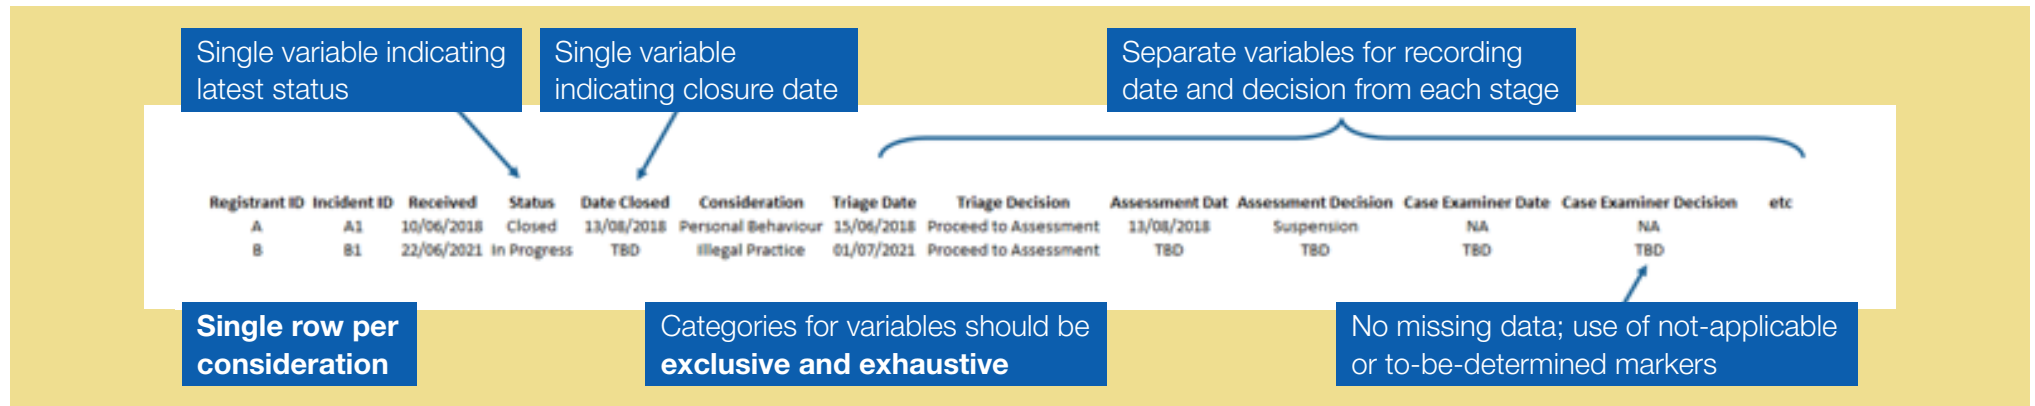 Single variable indicating
latest status
Single variable
indicating closure date
Separate variables for recording
date and decision from each stage
Registrant ID Incident ID Received Status Date Closed Consideration Triage Date Triage Decision Assessment Dat Assessment Decision Case Examiner Date Case Examiner Decision etc
A A1 10/06/2018 Closed 13/08/2018 Personal Behaviour 15/06/2018 Proceed to Assessment 13/08/2018 Suspension NA NA
B B1 22/06/2021 In Progress TBD Illegal Practice 01/07/2021 Proceed to Assessment TBD TBD TBD TBD
Single row per
consideration
Categories for variables should be
exclusive and exhaustive
No missing data; use of not-applicable
or to-be-determined markers